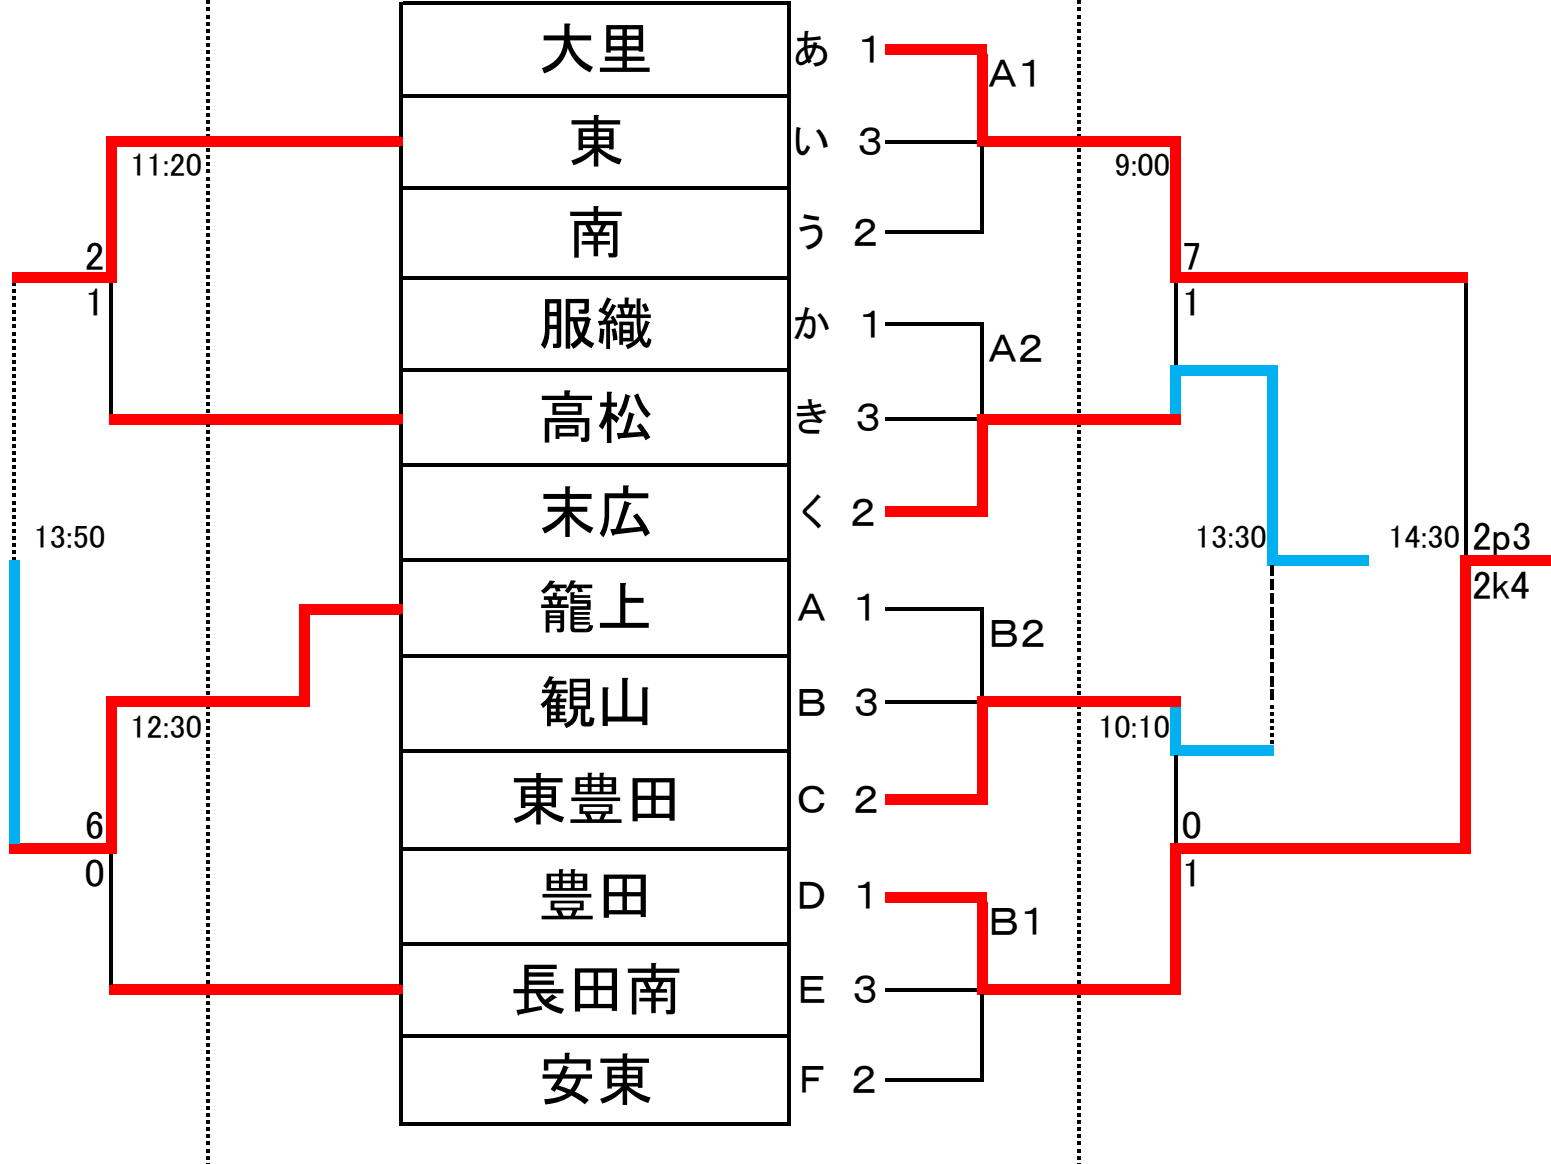 大里 あ 1
A1
東 い 3
11:20
9:00
南 う 2
2
1
7
1
服織 か 1
A2
高松 き 3
末広 く 2
13:50
13:30
14:30
2p3
2k4
籠上 A 1
B2
観山 B 3
12:30
10:10
東豊田 C 2
6
0
0
1
豊田 D 1
B1
長田南 E 3
安東 F 2